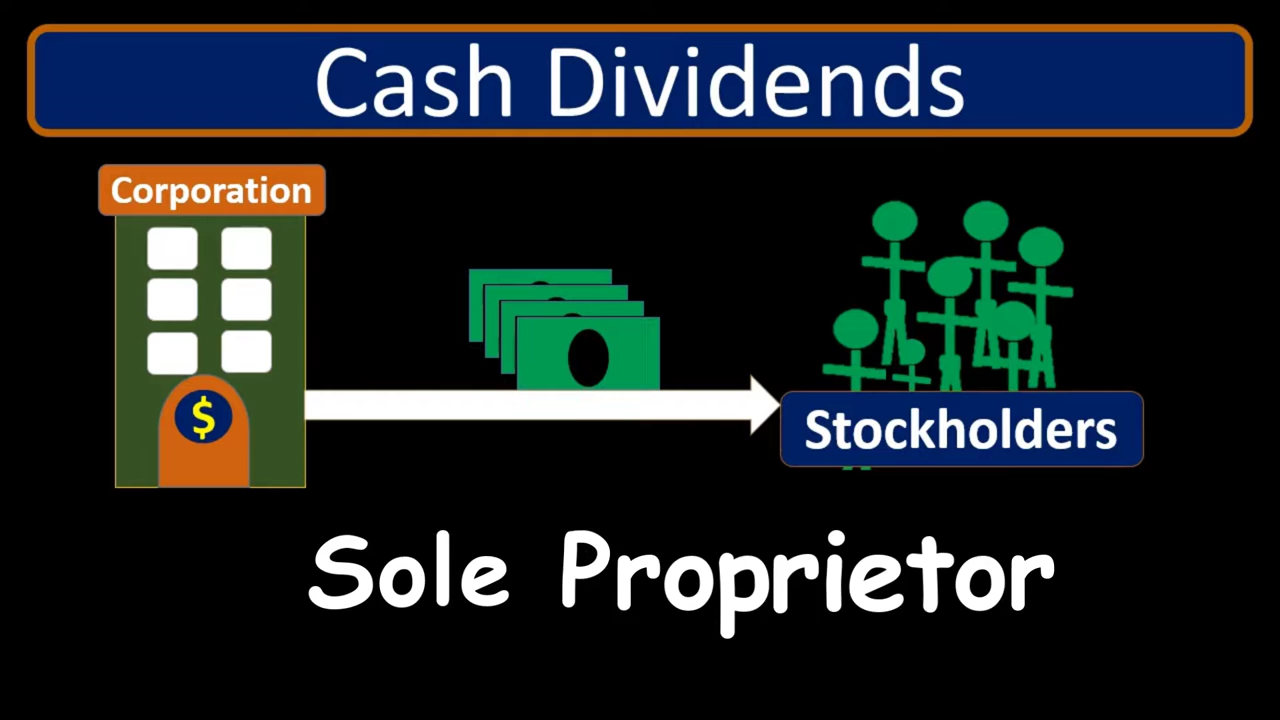 Cash Dividends
Corporation
$
Stockholders
Sole Proprietor